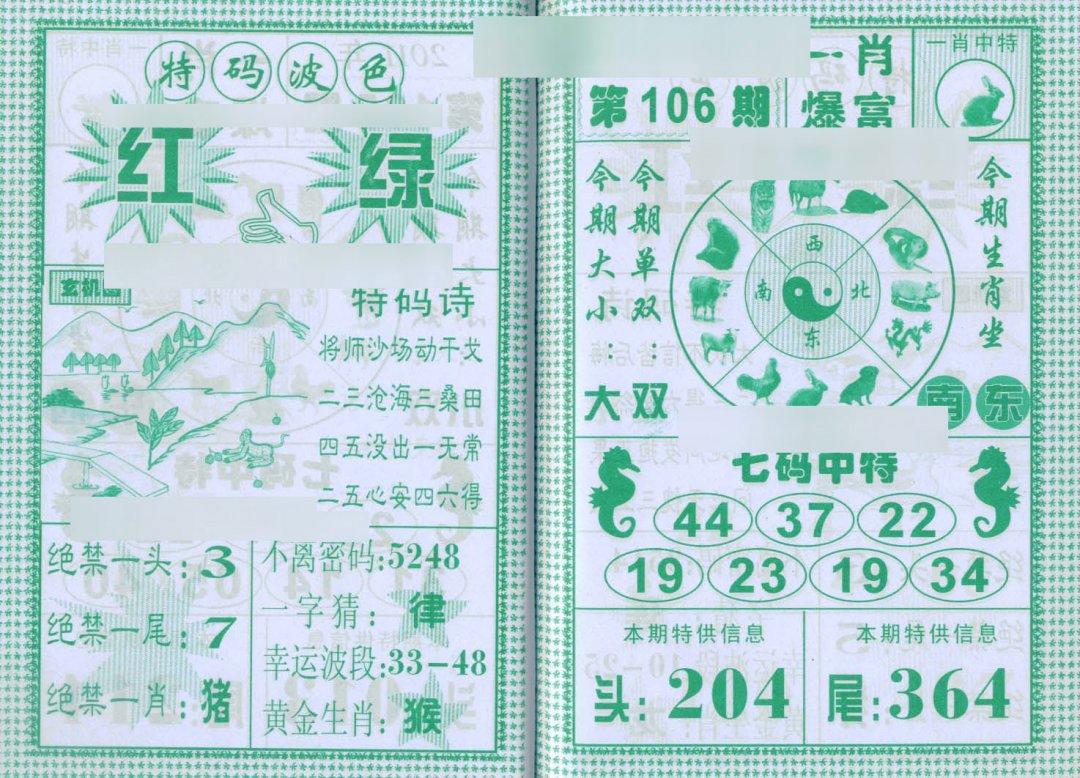 特码波色
红 绿
特码诗
将师沙场动干戈
二三沧海三桑田
四五没出一无常
二五心安四六得
绝禁一头:3
绝禁一尾:7
绝禁一肖:猪
不离密码:5248
一字猜:律
幸运波段:33-48
黄金生肖:猴
第106期
一肖
爆富
一肖中特
今期大小:大
今期单双:双
西
南 北
东
今期生肖坐
南东
七码中特
44 37 22
19 23 19 34
本期特供信息
头:204
本期特供信息
尾:364